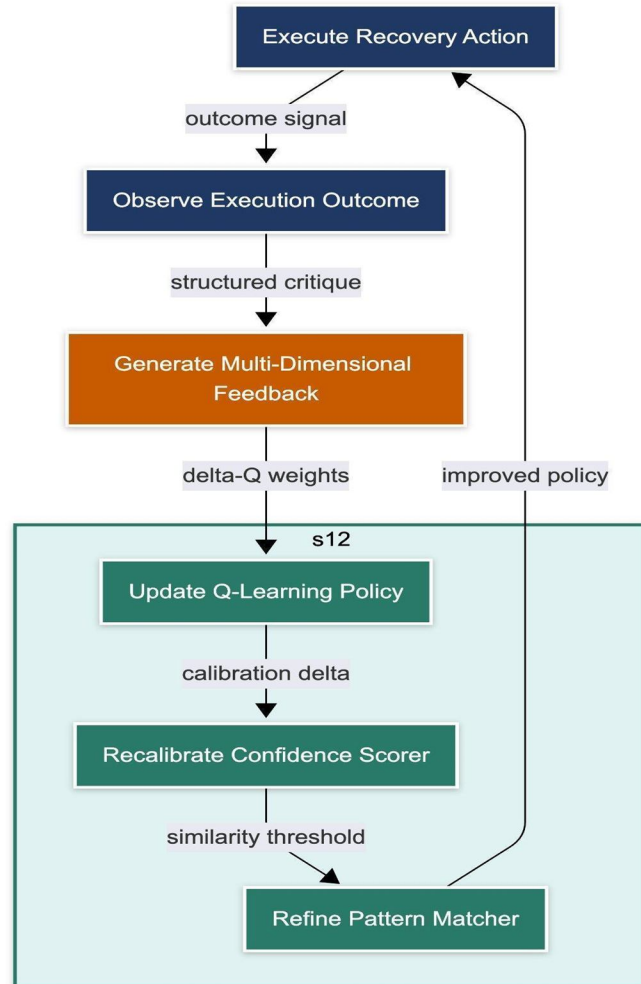 Execute Recovery Action
outcome signal
Observe Execution Outcome
structured critique
Generate Multi-Dimensional
Feedback
delta-Q weights
improved policy
s12
Update Q-Learning Policy
calibration delta
Recalibrate Confidence Scorer
similarity threshold
Refine Pattern Matcher